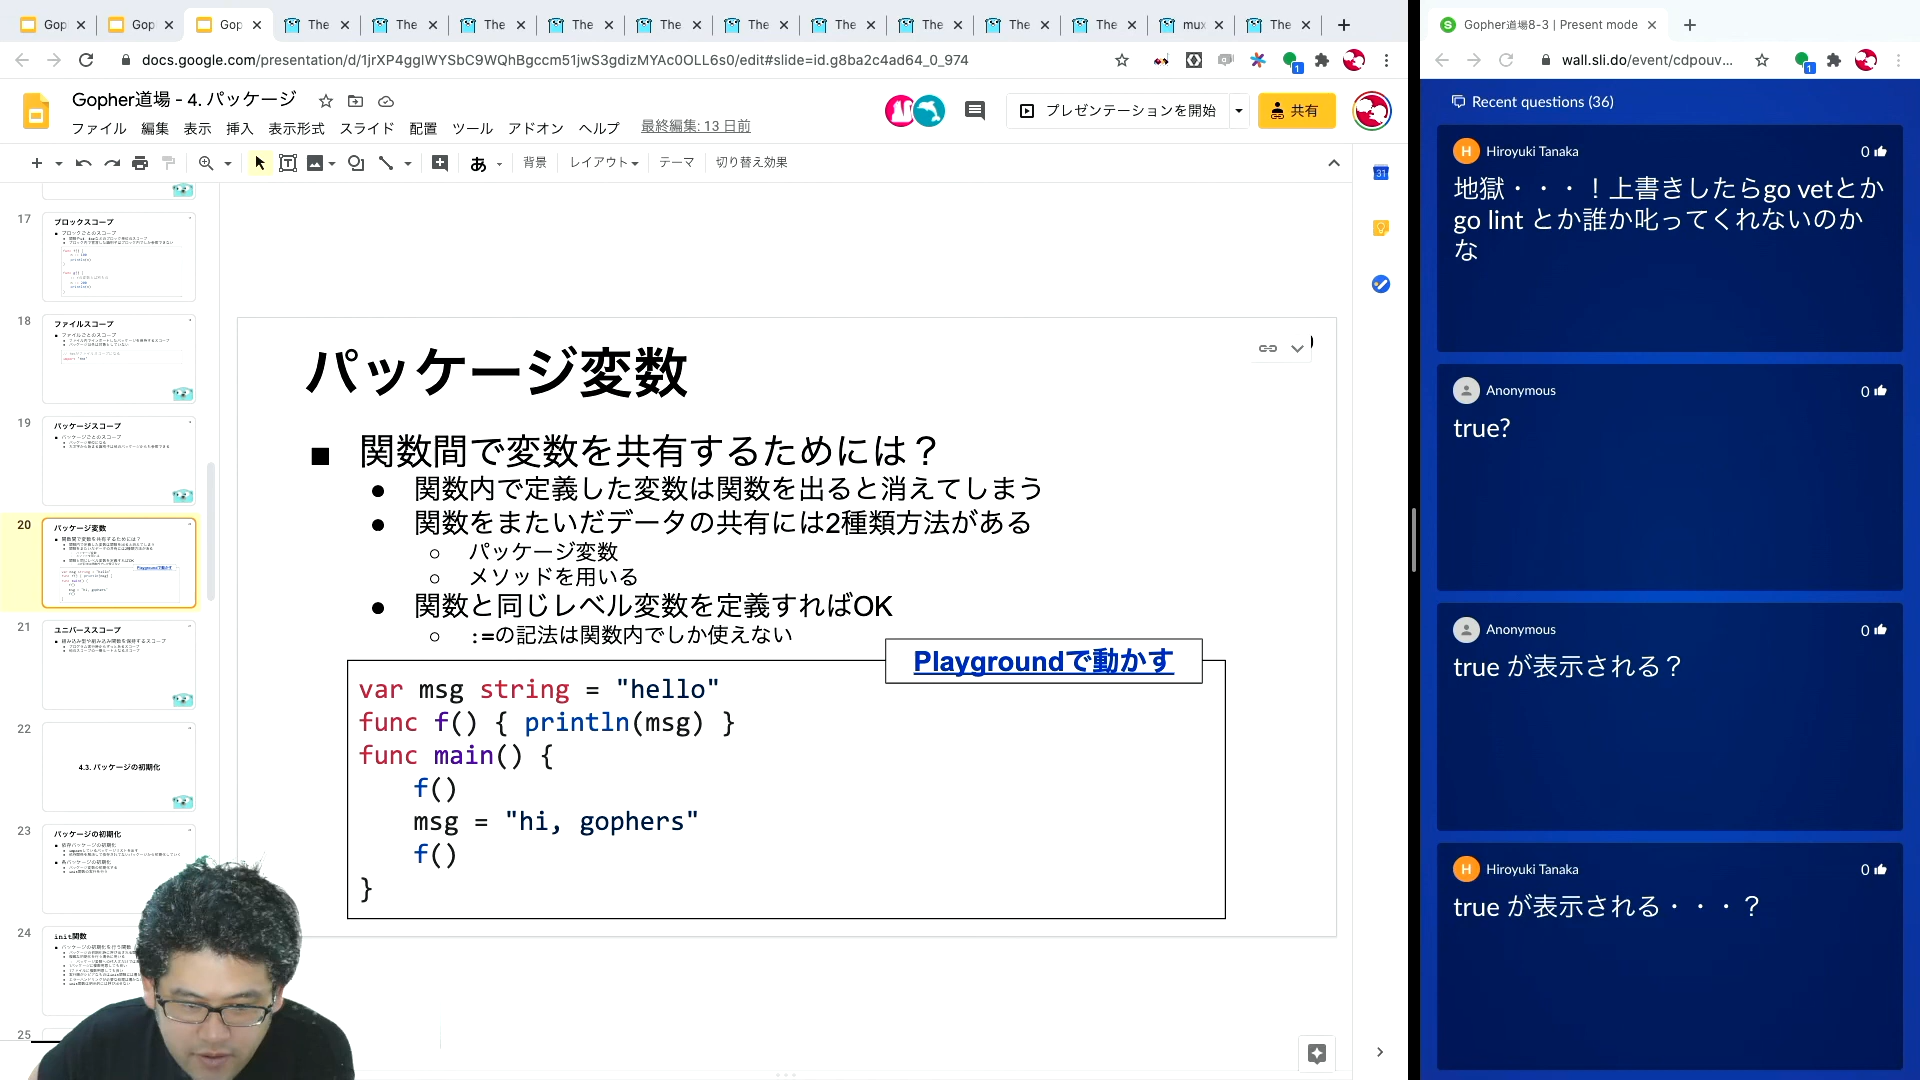 Gop
Gop
Gop
The
The
The
The
The
The
The
The
The
The
mux
The
docs.google.com/presentation/d/1jrXP4gglWYSbC9WQhBgccm51jwS3gdizMYAc0OLL6s0/edit#slide=id.g8ba2c4ad64_0_974
Gopher道場 - 4. パッケージ
ファイル 編集 表示 挿入 表示形式 スライド 配置 ツール アドオン ヘルプ 最終編集: 13 日前
プレゼンテーションを開始
共有
あ 背景 レイアウト テーマ 切り替え効果
17
ブロックスコープ
18
ファイルスコープ
19
パッケージスコープ
20
パッケージ変数
21
ユニバーススコープ
22
4.3. パッケージの初期化
23
パッケージの初期化
24
init関数
25
パッケージ変数
■ 関数間で変数を共有するためには？
● 関数内で定義した変数は関数を出ると消えてしまう
● 関数をまたいだデータの共有には2種類方法がある
○ パッケージ変数
○ メソッドを用いる
● 関数と同じレベル変数を定義すればOK
○ :=の記法は関数内でしか使えない
Playgroundで動かす
var msg string = "hello"
func f() { println(msg) }
func main() {
f()
msg = "hi, gophers"
f()
}
31
Gopher道場8-3 | Present mode
wall.sli.do/event/cdpouv...
1
1
Recent questions (36)
H Hiroyuki Tanaka 0
地獄・・・！上書きしたらgo vetとか
go lint とか誰か叱ってくれないのか
な
Anonymous 0
true?
Anonymous 0
true が表示される？
H Hiroyuki Tanaka 0
true が表示される・・・？